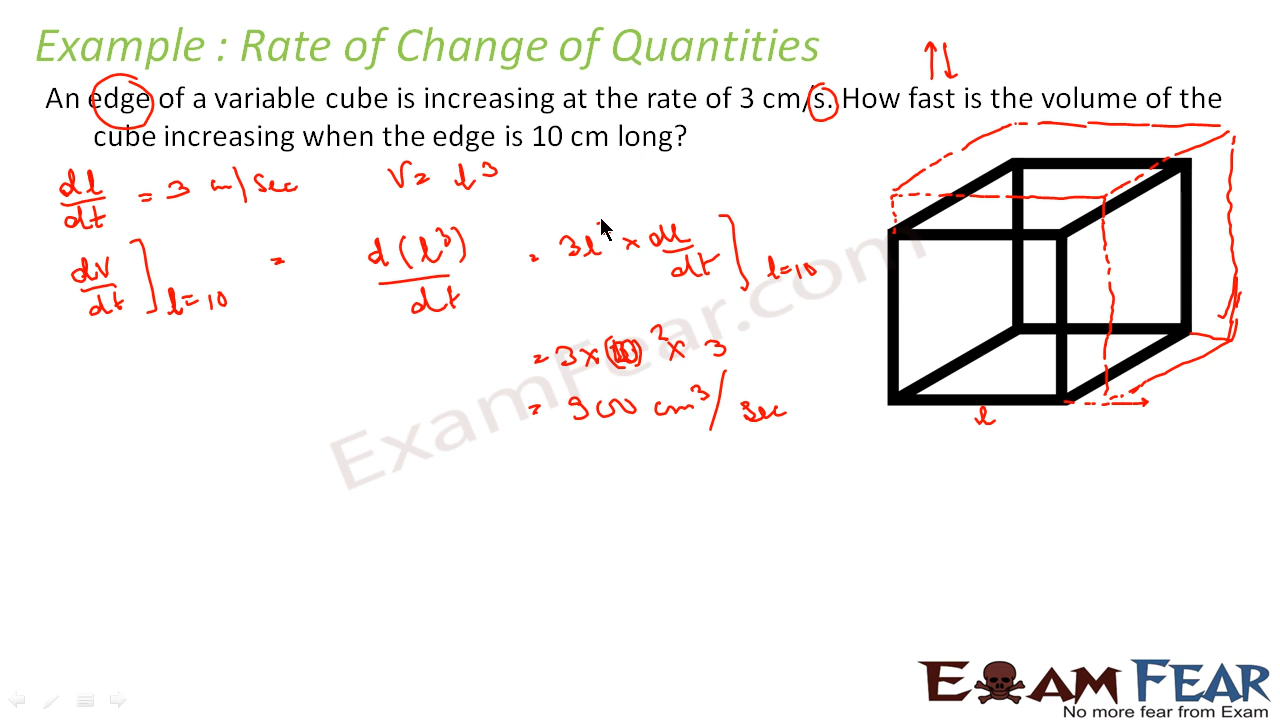 Example : Rate of Change of Quantities
An edge of a variable cube is increasing at the rate of 3 cm/s. How fast is the volume of the
cube increasing when the edge is 10 cm long?
dl/dt = 3 cm/sec V = l³
dV/dt]l=10 = d(l³)/dt = 3l² × dl/dt]l=10
= 3 × (10)² × 3
= 900 cm³/sec
l
ExamFear.com
EXAM FEAR
No more fear from Exam